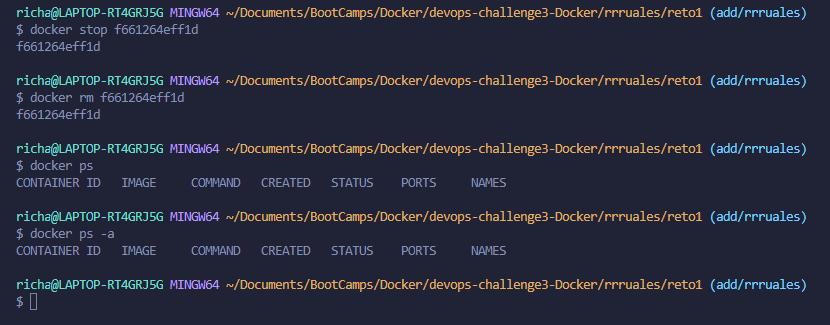 richa@LAPTOP-RT4GRJ5G MINGW64 ~/Documents/BootCamps/Docker/devops-challenge3-Docker/rrruales/reto1 (add/rrruales)
$ docker stop f661264eff1d
f661264eff1d
richa@LAPTOP-RT4GRJ5G MINGW64 ~/Documents/BootCamps/Docker/devops-challenge3-Docker/rrruales/reto1 (add/rrruales)
$ docker rm f661264eff1d
f661264eff1d
richa@LAPTOP-RT4GRJ5G MINGW64 ~/Documents/BootCamps/Docker/devops-challenge3-Docker/rrruales/reto1 (add/rrruales)
$ docker ps
CONTAINER ID   IMAGE     COMMAND   CREATED   STATUS    PORTS     NAMES
richa@LAPTOP-RT4GRJ5G MINGW64 ~/Documents/BootCamps/Docker/devops-challenge3-Docker/rrruales/reto1 (add/rrruales)
$ docker ps -a
CONTAINER ID   IMAGE     COMMAND   CREATED   STATUS    PORTS     NAMES
richa@LAPTOP-RT4GRJ5G MINGW64 ~/Documents/BootCamps/Docker/devops-challenge3-Docker/rrruales/reto1 (add/rrruales)
$